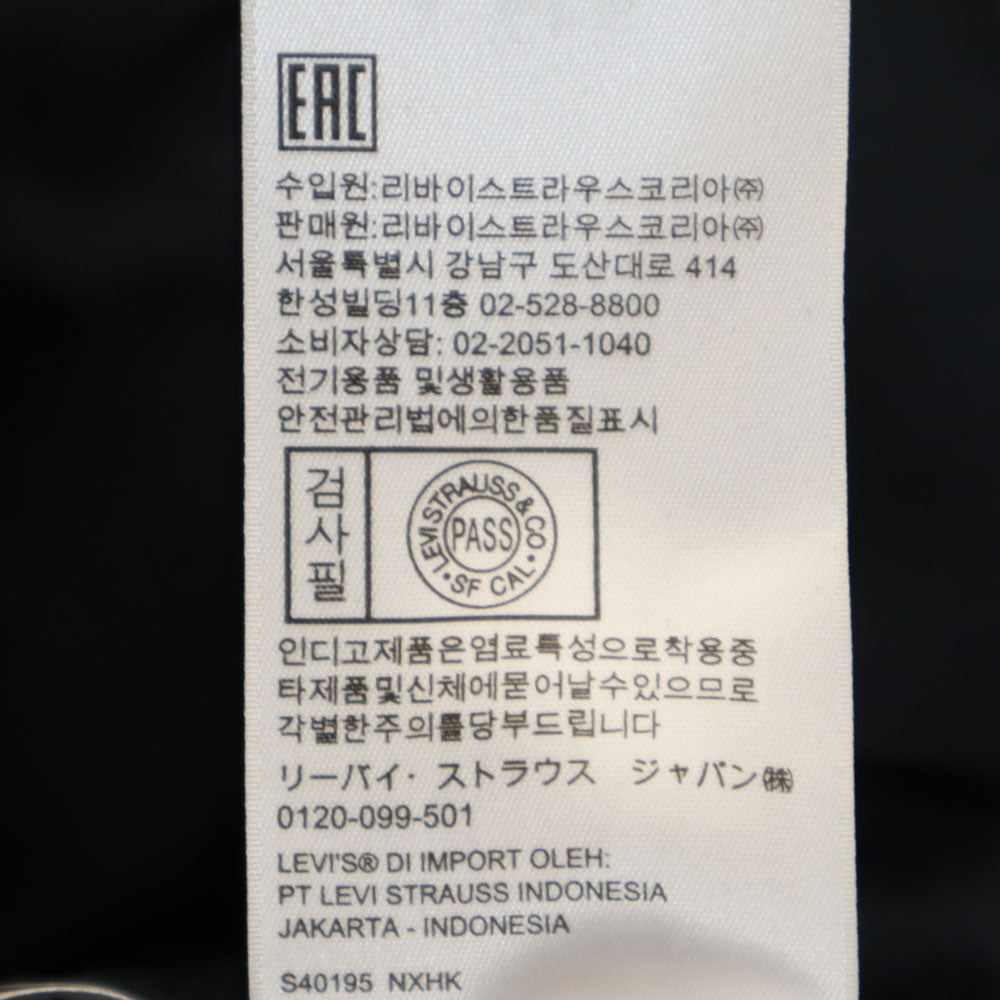 EAC
수입원:리바이스트라우스코리아㈜
판매원:리바이스트라우스코리아㈜
서울특별시 강남구 도산대로 414
한성빌딩11층 02-528-8800
소비자상담: 02-2051-1040
전기용품 및생활용품
안전관리법에의한품질표시
검사필
LEVI STRAUSS & CO
PASS
• SF CAL •
인디고제품은염료특성으로착용중
타제품및신체에묻어날수있으므로
각별한주의를당부드립니다
リーバイ・ストラウス　ジャパン㈱
0120-099-501
LEVI'S® DI IMPORT OLEH:
PT LEVI STRAUSS INDONESIA
JAKARTA - INDONESIA
S40195 NXHK